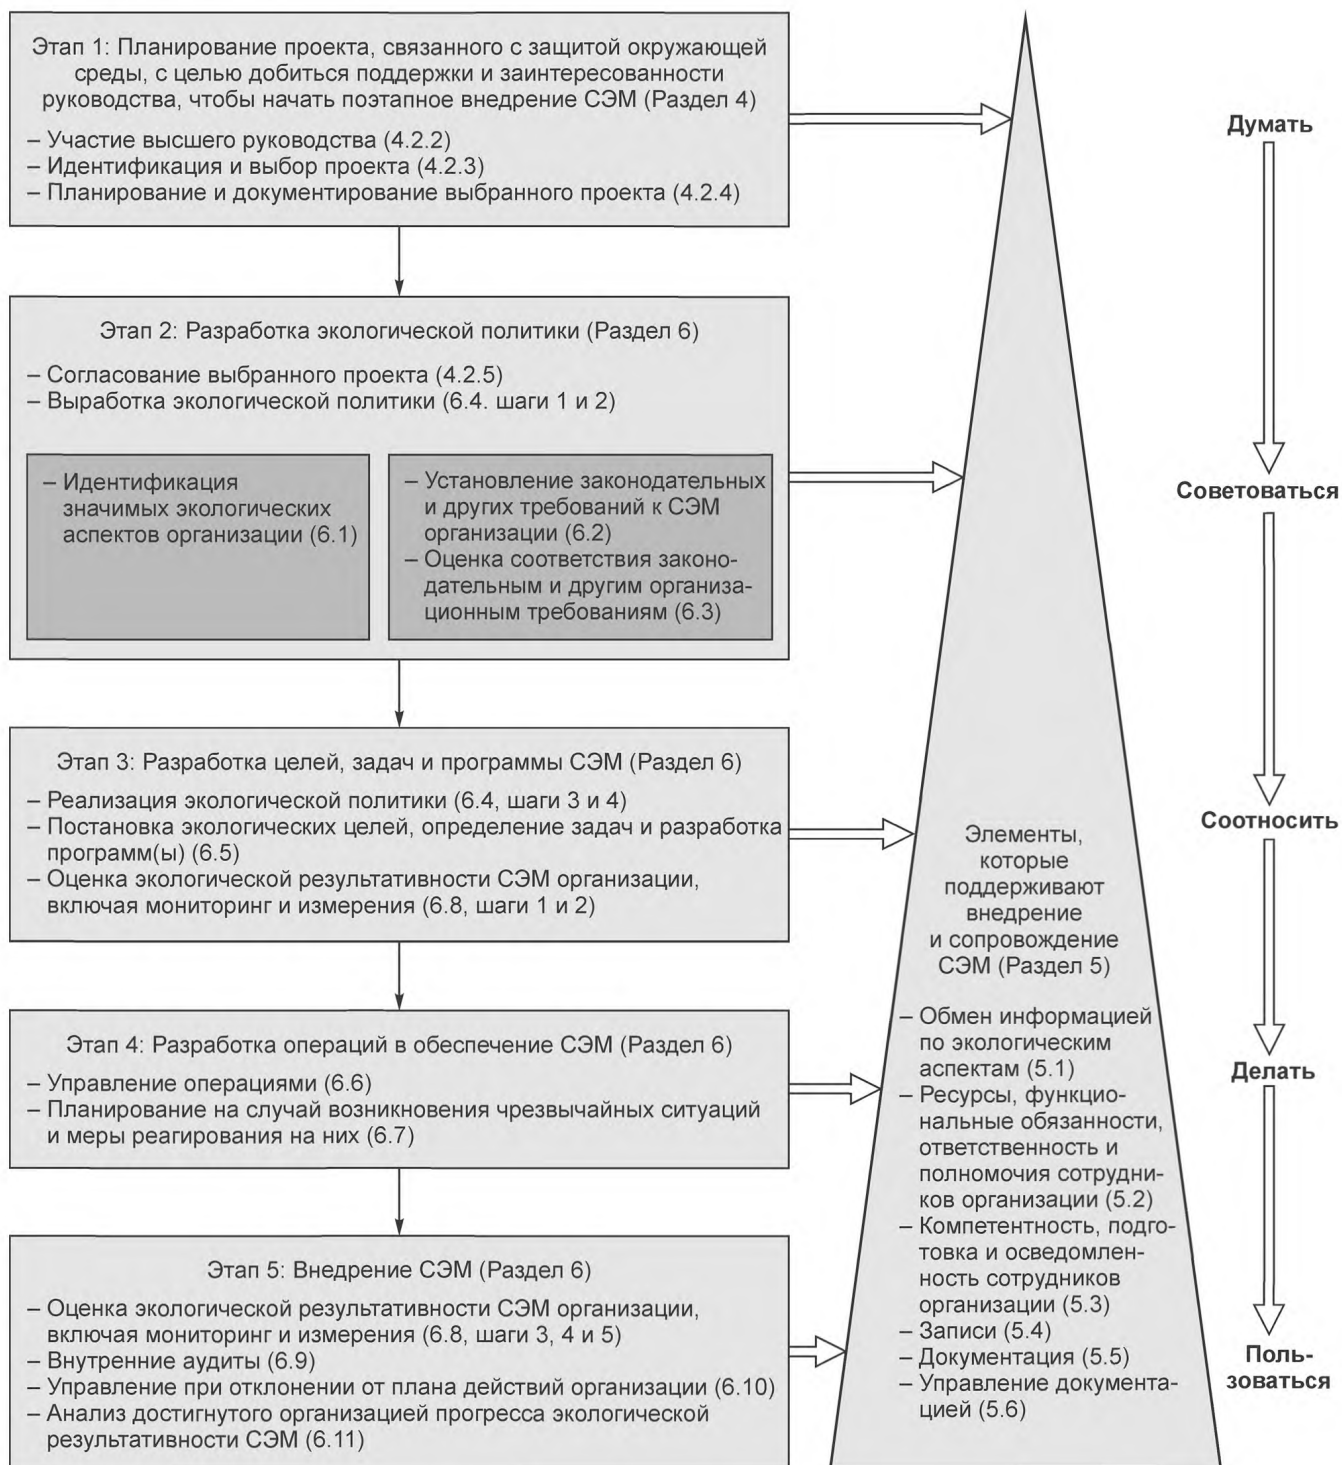 Этап 1: Планирование проекта, связанного с защитой окружающей
среды, с целью добиться поддержки и заинтересованности
руководства, чтобы начать поэтапное внедрение СЭМ (Раздел 4)
– Участие высшего руководства (4.2.2)
– Идентификация и выбор проекта (4.2.3)
– Планирование и документирование выбранного проекта (4.2.4)
Этап 2: Разработка экологической политики (Раздел 6)
– Согласование выбранного проекта (4.2.5)
– Выработка экологической политики (6.4. шаги 1 и 2)
– Идентификация
значимых экологических
аспектов организации (6.1)
– Установление законодательных
и других требований к СЭМ
организации (6.2)
– Оценка соответствия законо-
дательным и другим организа-
ционным требованиям (6.3)
Этап 3: Разработка целей, задач и программы СЭМ (Раздел 6)
– Реализация экологической политики (6.4, шаги 3 и 4)
– Постановка экологических целей, определение задач и разработка
программ(ы) (6.5)
– Оценка экологической результативности СЭМ организации,
включая мониторинг и измерения (6.8, шаги 1 и 2)
Этап 4: Разработка операций в обеспечение СЭМ (Раздел 6)
– Управление операциями (6.6)
– Планирование на случай возникновения чрезвычайных ситуаций
и меры реагирования на них (6.7)
Этап 5: Внедрение СЭМ (Раздел 6)
– Оценка экологической результативности СЭМ организации,
включая мониторинг и измерения (6.8, шаги 3, 4 и 5)
– Внутренние аудиты (6.9)
– Управление при отклонении от плана действий организации (6.10)
– Анализ достигнутого организацией прогресса экологической
результативности СЭМ (6.11)
Элементы,
которые
поддерживают
внедрение
и сопровождение
СЭМ (Раздел 5)
– Обмен информацией
по экологическим
аспектам (5.1)
– Ресурсы, функцио-
нальные обязанности,
ответственность и
полномочия сотрудни-
ков организации (5.2)
– Компетентность, подго-
товка и осведомлен-
ность сотрудников
организации (5.3)
– Записи (5.4)
– Документация (5.5)
– Управление документа-
цией (5.6)
Думать
Советоваться
Соотносить
Делать
Поль-
зоваться